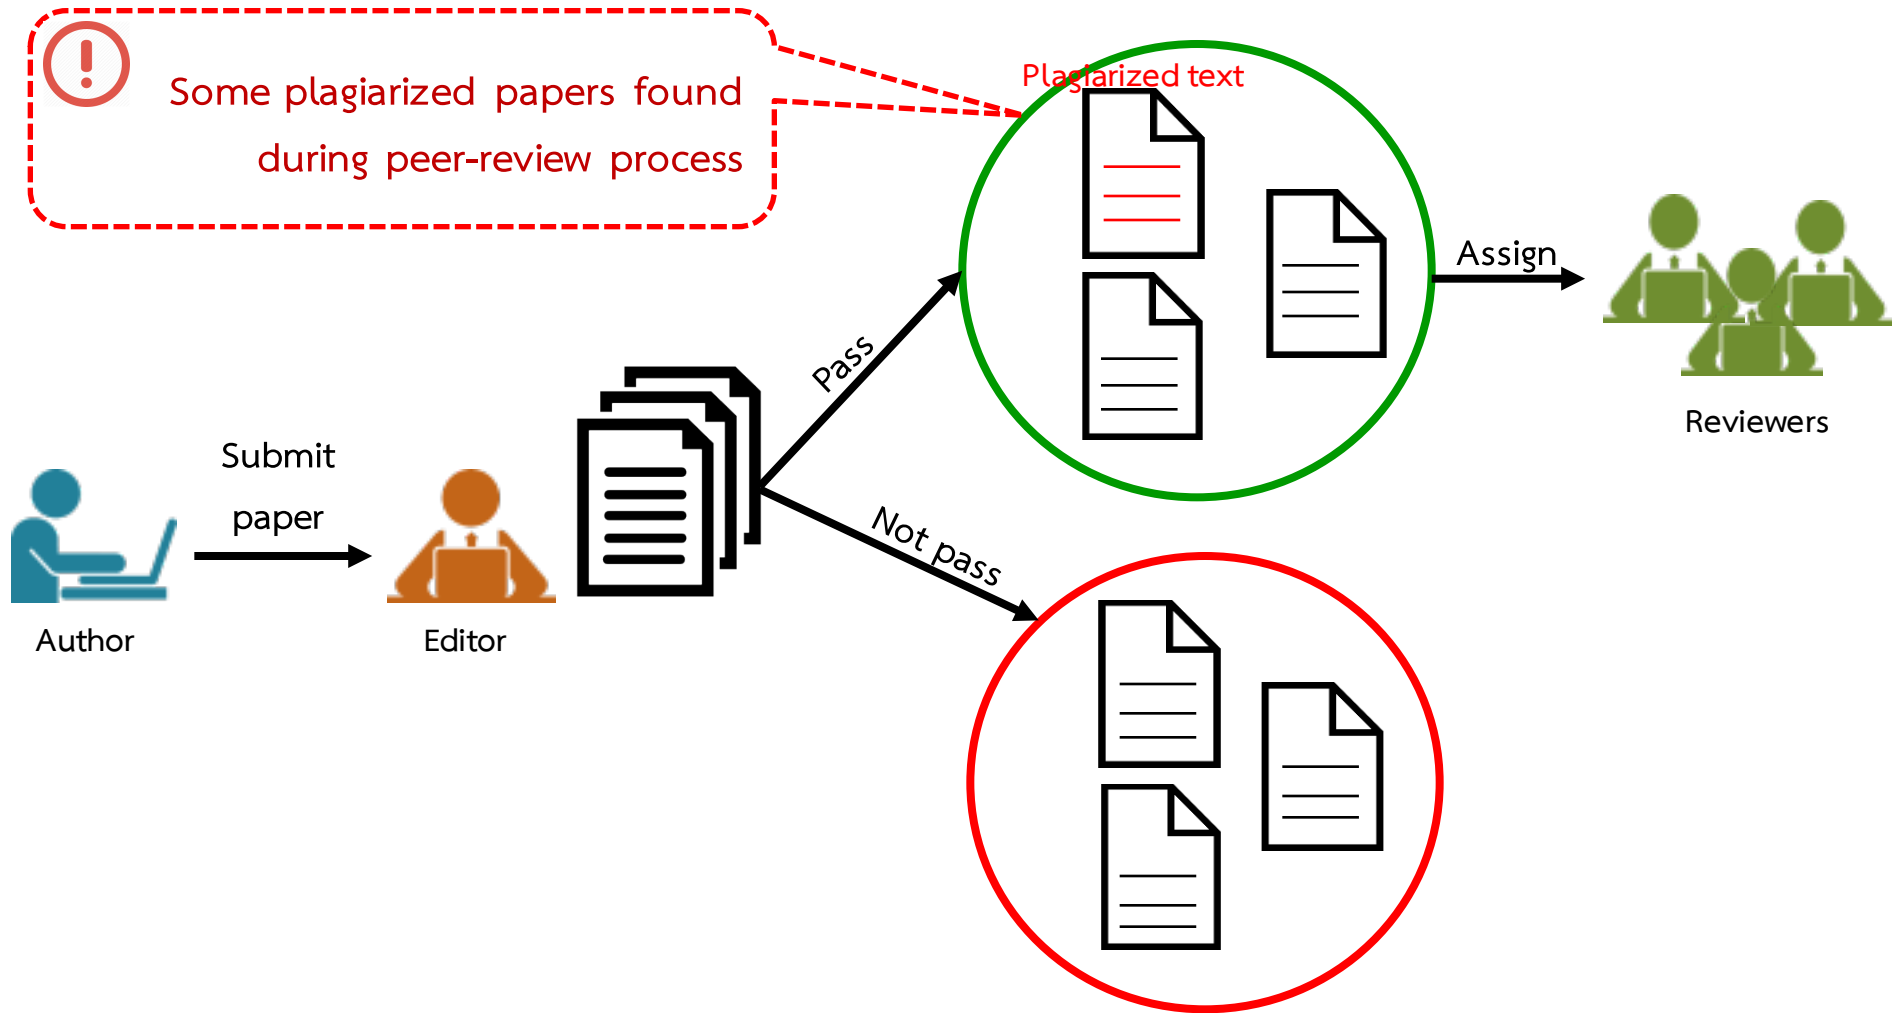 Some plagiarized papers found
during peer-review process
Plagiarized text
Assign
Reviewers
Pass
Not pass
Submit
paper
Author
Editor